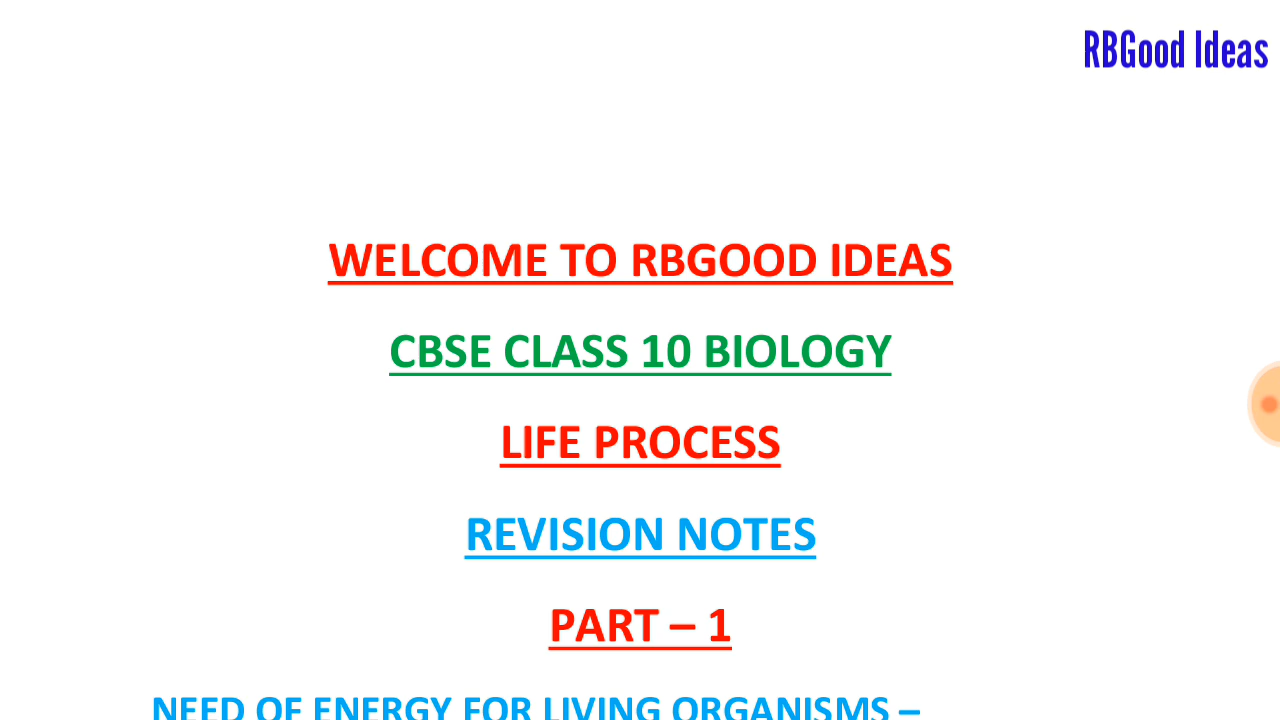 RBGood Ideas
WELCOME TO RBGOOD IDEAS
CBSE CLASS 10 BIOLOGY
LIFE PROCESS
REVISION NOTES
PART – 1
NEED OF ENERGY FOR LIVING ORGANISMS –